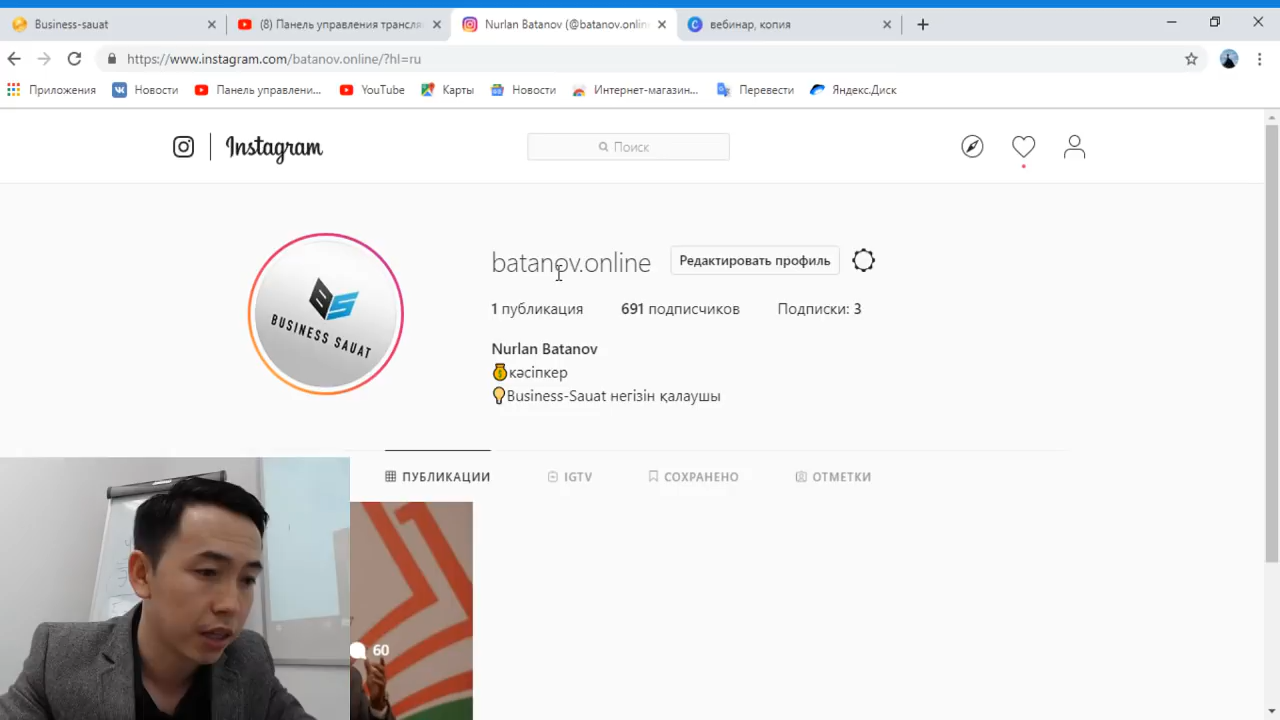 Business-sauat
(8) Панель управления трансля
Nurlan Batanov (@batanov.onlin
вебинар, копия
https://www.instagram.com/batanov.online/?hl=ru
Приложения
Новости
Панель управлени...
YouTube
Карты
Новости
Интернет-магазин...
Перевести
Яндекс.Диск
Instagram
Поиск
batanov.online
Редактировать профиль
1 публикация
691 подписчиков
Подписки: 3
BUSINESS SAUAT
Nurlan Batanov
кәсіпкер
Business-Sauat негізін қалаушы
ПУБЛИКАЦИИ
IGTV
СОХРАНЕНО
ОТМЕТКИ
60